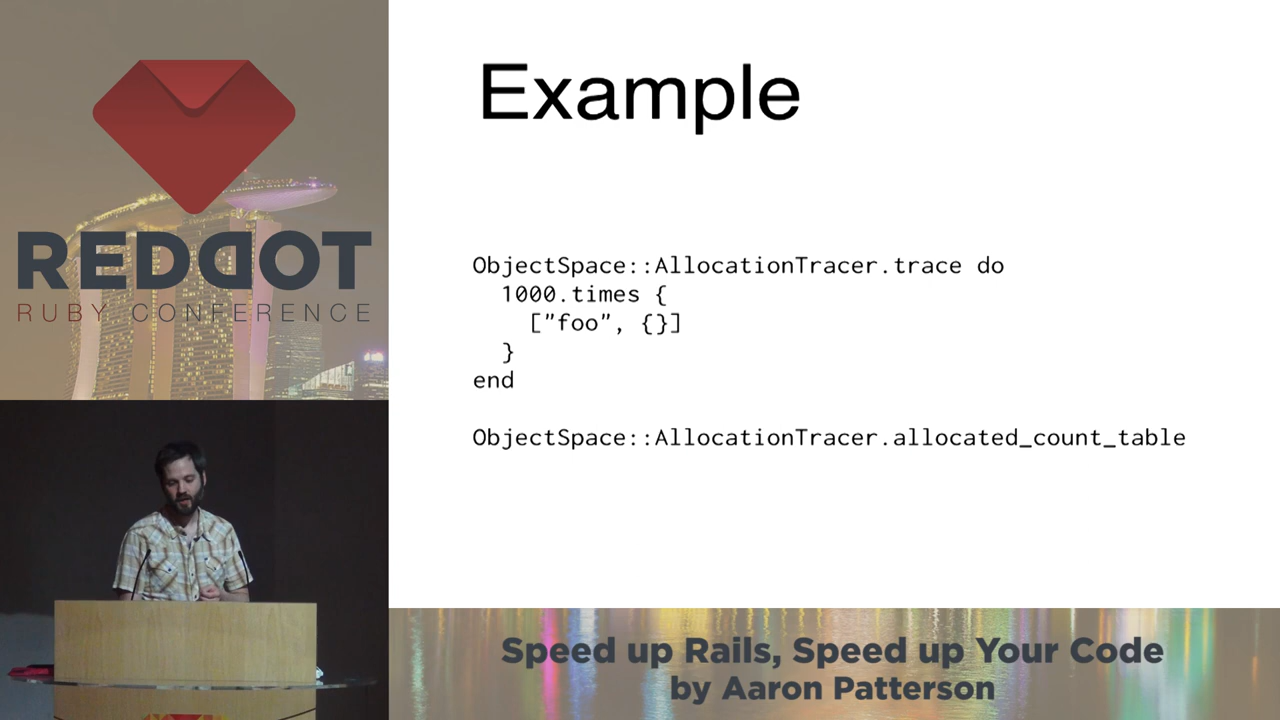 REDDOT
RUBY CONFERENCE
Example
ObjectSpace::AllocationTracer.trace do
  1000.times {
    ["foo", {}]
  }
end
ObjectSpace::AllocationTracer.allocated_count_table
Speed up Rails, Speed up Your Code
by Aaron Patterson